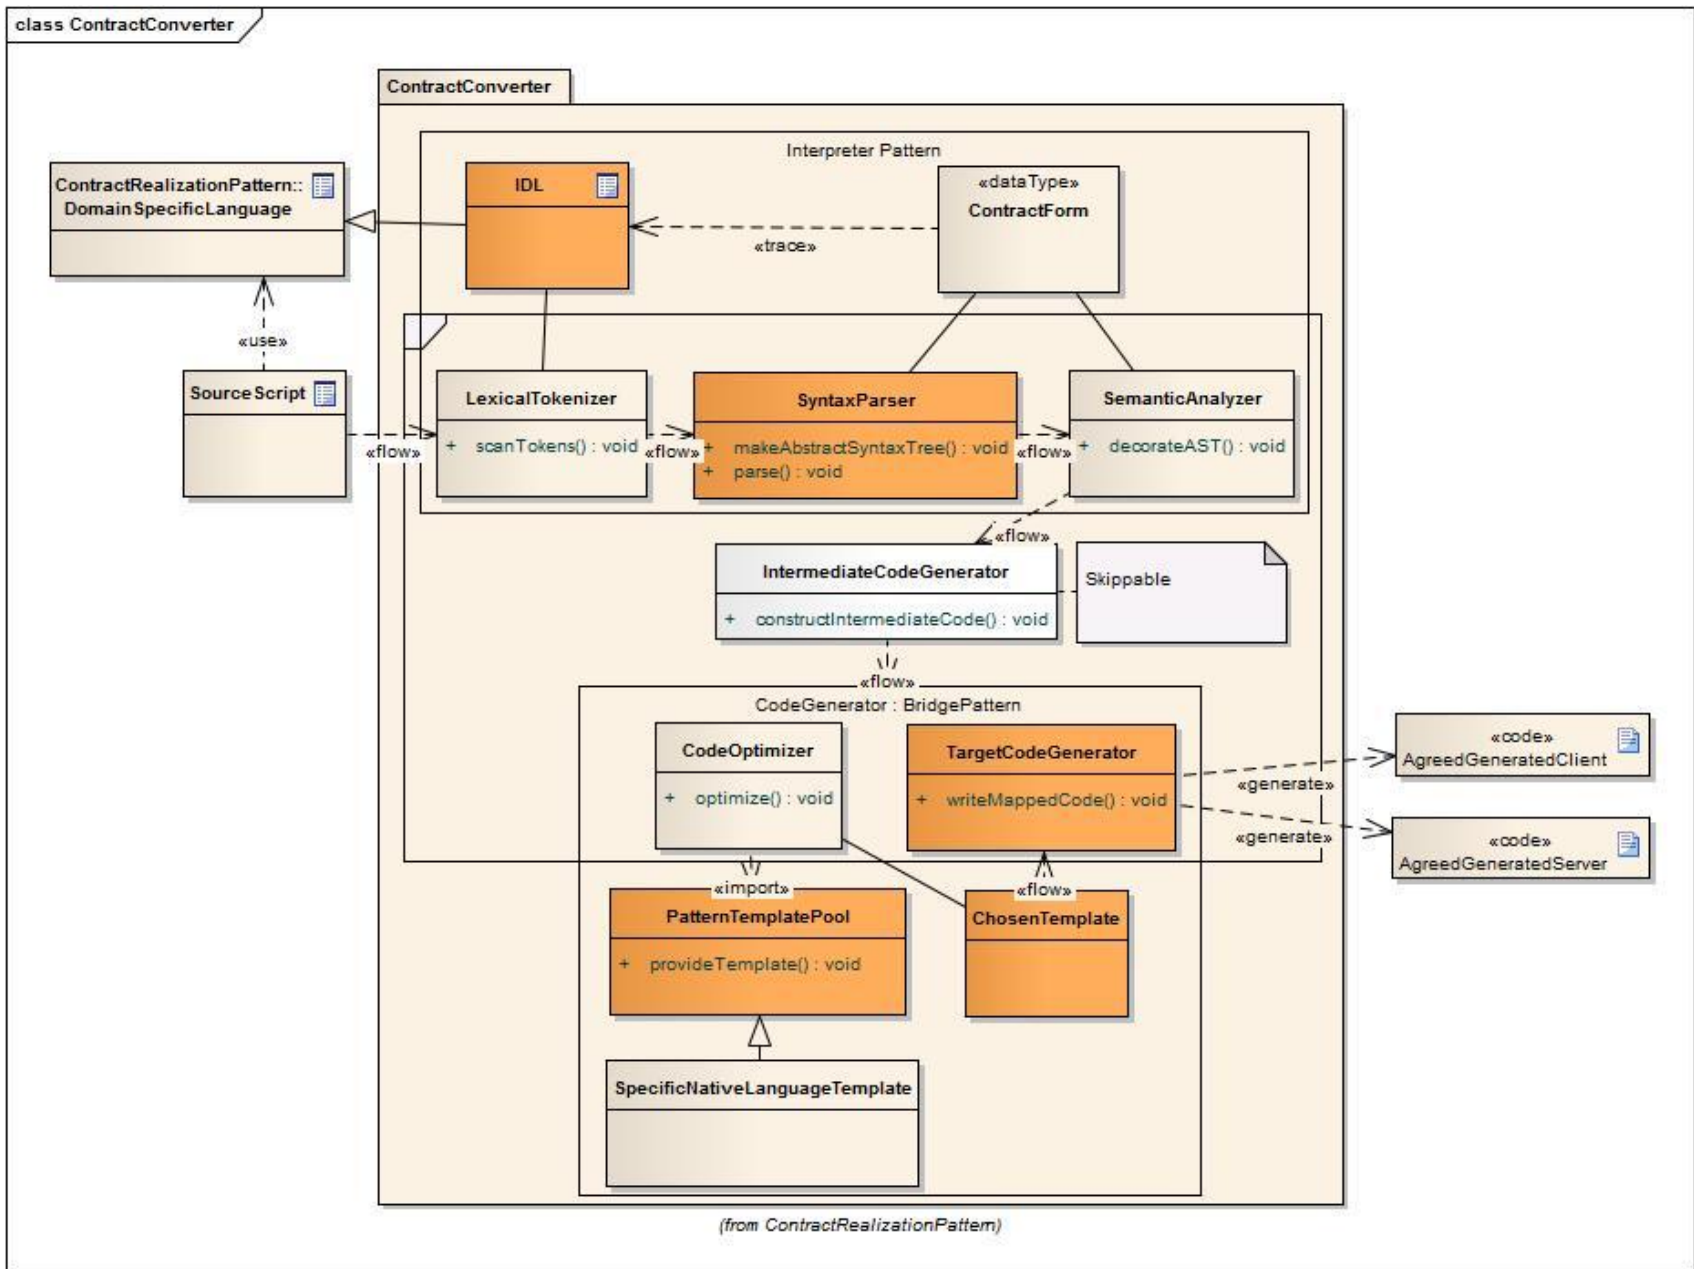 class ContractConverter
ContractConverter
Interpreter Pattern
ContractRealizationPattern::
DomainSpecificLanguage
IDL
«dataType»
ContractForm
«trace»
«use»
SourceScript
LexicalTokenizer
+ scanTokens() : void
SyntaxParser
+ makeAbstractSyntaxTree() : void
+ parse() : void
SemanticAnalyzer
+ decorateAST() : void
«flow»
«flow»
«flow»
«flow»
IntermediateCodeGenerator
+ constructIntermediateCode() : void
Skippable
«flow»
CodeGenerator : BridgePattern
CodeOptimizer
+ optimize() : void
TargetCodeGenerator
+ writeMappedCode() : void
«generate»
«generate»
«code»
AgreedGeneratedClient
«code»
AgreedGeneratedServer
«import»
«flow»
PatternTemplatePool
+ provideTemplate() : void
ChosenTemplate
SpecificNativeLanguageTemplate
(from ContractRealizationPattern)